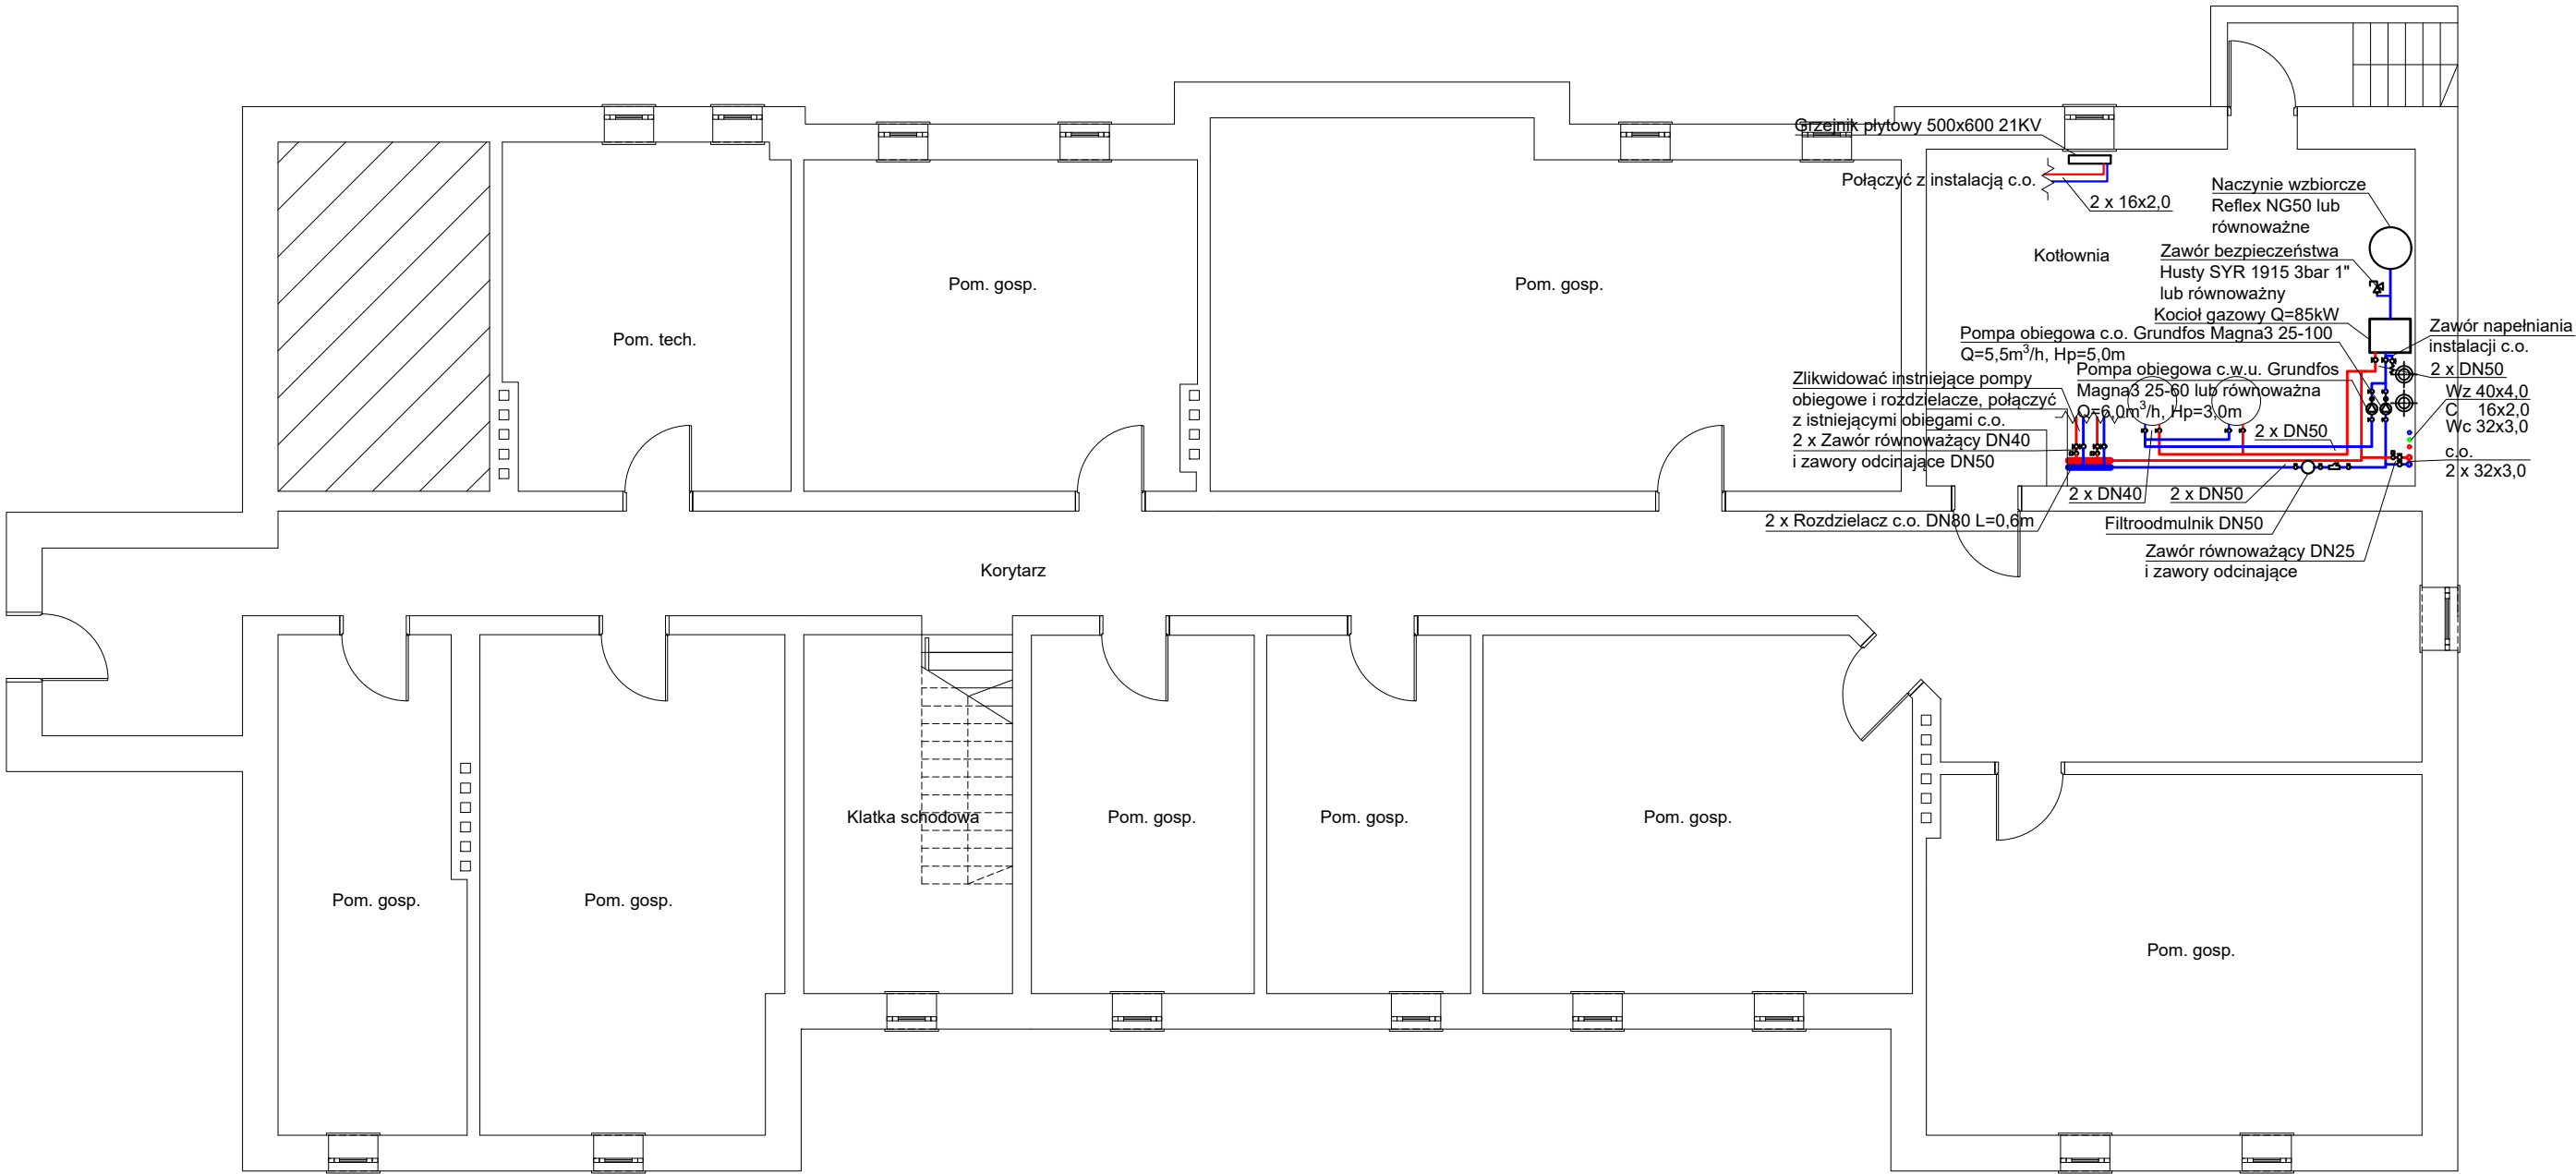 Grzejnik płytowy 500x600 21KV
Połączyć z instalacją c.o.
2 x 16x2,0
Naczynie wzbiorcze
Reflex NG50 lub
równoważne
Kotłownia
Zawór bezpieczeństwa
Husty SYR 1915 3bar 1"
lub równoważny
Kocioł gazowy Q=85kW
Zawór napełniania
instalacji c.o.
Pompa obiegowa c.o. Grundfos Magna3 25-100
Q=5,5m³/h, Hp=5,0m
2 x DN50
Pompa obiegowa c.w.u. Grundfos
Magna3 25-60 lub równoważna
Q=6,0m³/h, Hp=3,0m
Zlikwidować instniejące pompy
obiegowe i rozdzielacze, połączyć
z istniejącymi obiegami c.o.
2 x Zawór równoważący DN40
i zawory odcinające DN50
Wz 40x4,0
C 16x2,0
Wc 32x3,0
2 x DN50
c.o.
2 x 32x3,0
2 x DN40
2 x DN50
2 x Rozdzielacz c.o. DN80 L=0,6m
Filtroodmulnik DN50
Zawór równoważący DN25
i zawory odcinające
Pom. tech.
Pom. gosp.
Pom. gosp.
Korytarz
Pom. gosp.
Pom. gosp.
Klatka schodowa
Pom. gosp.
Pom. gosp.
Pom. gosp.
Pom. gosp.